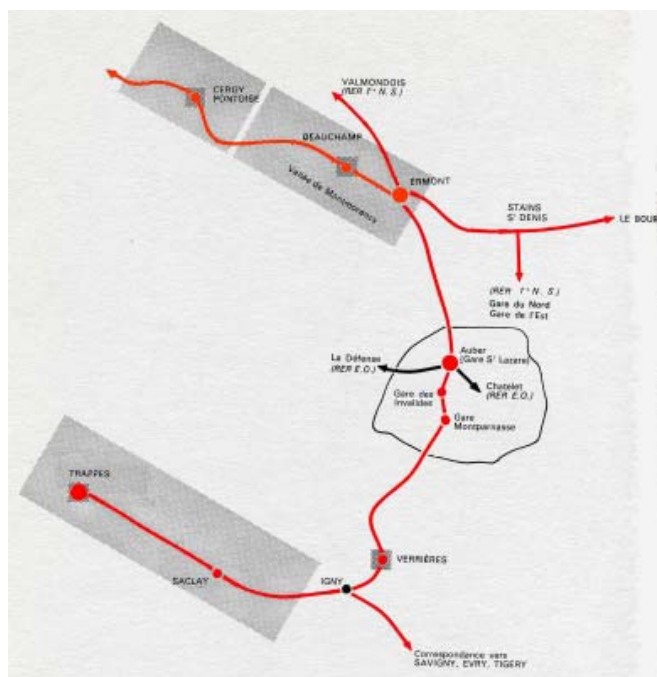 VALMONDOIS
(RER 1re N. S.)
CERGY
PONTOISE
BEAUCHAMP
ERMONT
Vallée de Montmorency
STAINS
St DENIS
LE BOUR
(RER 1re N. S.)
Gare du Nord
Gare de l'Est
Auber
(Gare St Lazare)
La Défense
(RER E.O.)
Chatelet
(RER E.O.)
Gare des
Invalides
Gare
Montparnasse
TRAPPES
VERRIÈRES
SACLAY
IGNY
Correspondance vers
SAVIGNY, EVRY, TIGERY